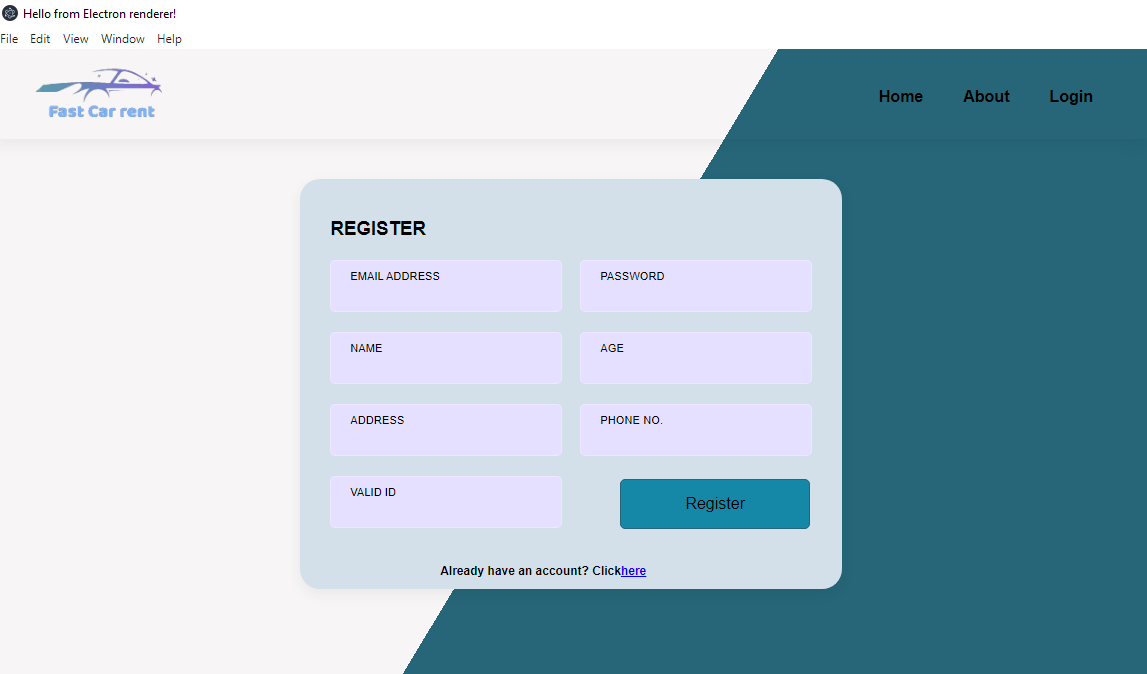 Hello from Electron renderer!
File Edit View Window Help
Fast Car rent
Home About Login
REGISTER
EMAIL ADDRESS PASSWORD
NAME AGE
ADDRESS PHONE NO.
VALID ID Register
Already have an account? Clickhere